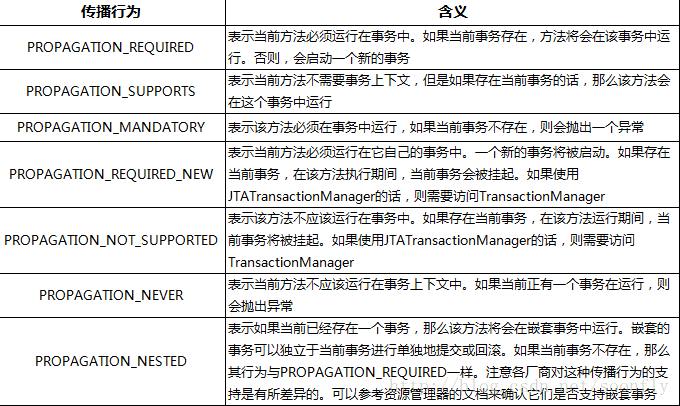 传播行为
含义
PROPAGATION_REQUIRED
表示当前方法必须运行在事务中。如果当前事务存在，方法将会在该事务中运
行。否则，会启动一个新的事务
PROPAGATION_SUPPORTS
表示当前方法不需要事务上下文，但是如果存在当前事务的话，那么该方法会
在这个事务中运行
PROPAGATION_MANDATORY
表示该方法必须在事务中运行，如果当前事务不存在，则会抛出一个异常
PROPAGATION_REQUIRED_NEW
表示当前方法必须运行在它自己的事务中。一个新的事务将被启动。如果存在
当前事务，在该方法执行期间，当前事务会被挂起。如果使用
JTATransactionManager的话，则需要访问TransactionManager
PROPAGATION_NOT_SUPPORTED
表示该方法不应该运行在事务中。如果存在当前事务，在该方法运行期间，当
前事务将被挂起。如果使用JTATransactionManager的话，则需要访问
TransactionManager
PROPAGATION_NEVER
表示当前方法不应该运行在事务上下文中。如果当前正有一个事务在运行，则
会抛出异常
PROPAGATION_NESTED
表示如果当前已经存在一个事务，那么该方法将会在嵌套事务中运行。嵌套的
事务可以独立于当前事务进行单独地提交或回滚。如果当前事务不存在，那么
其行为与PROPAGATION_REQUIRED一样。注意各厂商对这种传播行为的支
持是有所差异的。可以参考资源管理器的文档来确认它们是否支持嵌套事务
http://blog.csdn.net/soonfly